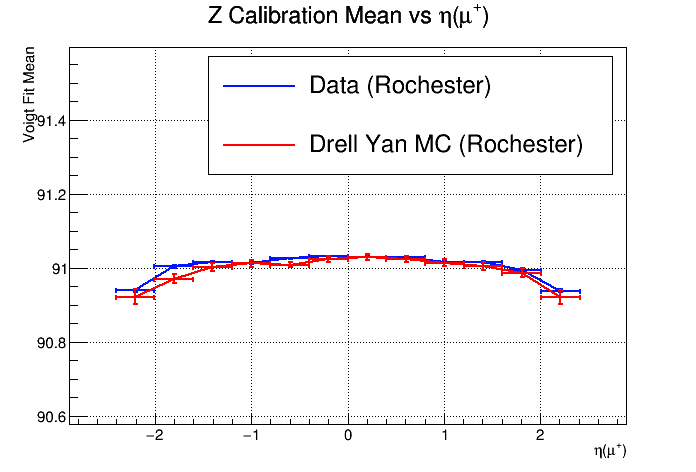 Z Calibration Mean vs η(μ⁺)
Voigt Fit Mean
Data (Rochester)
Drell Yan MC (Rochester)
91.4
91.2
91
90.8
90.6
−2 −1 0 1 2
η(μ⁺)